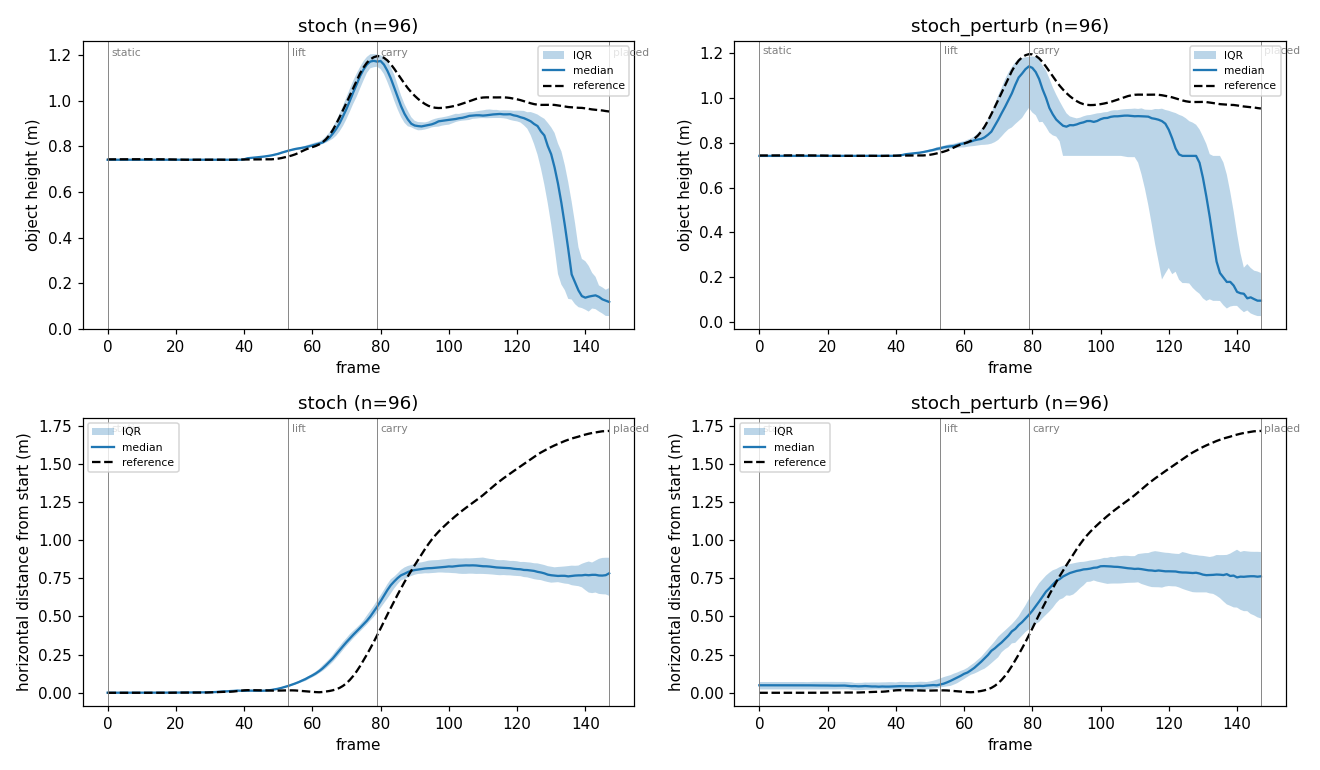 stoch (n=96)
static
lift
carry
placed
IQR
median
reference
object height (m)
1.2
1.0
0.8
0.6
0.4
0.2
0.0
0 20 40 60 80 100 120 140
frame
stoch_perturb (n=96)
static
lift
carry
placed
IQR
median
reference
object height (m)
1.2
1.0
0.8
0.6
0.4
0.2
0.0
0 20 40 60 80 100 120 140
frame
stoch (n=96)
lift
carry
placed
IQR
median
reference
horizontal distance from start (m)
1.75
1.50
1.25
1.00
0.75
0.50
0.25
0.00
0 20 40 60 80 100 120 140
frame
stoch_perturb (n=96)
lift
carry
placed
IQR
median
reference
horizontal distance from start (m)
1.75
1.50
1.25
1.00
0.75
0.50
0.25
0.00
0 20 40 60 80 100 120 140
frame